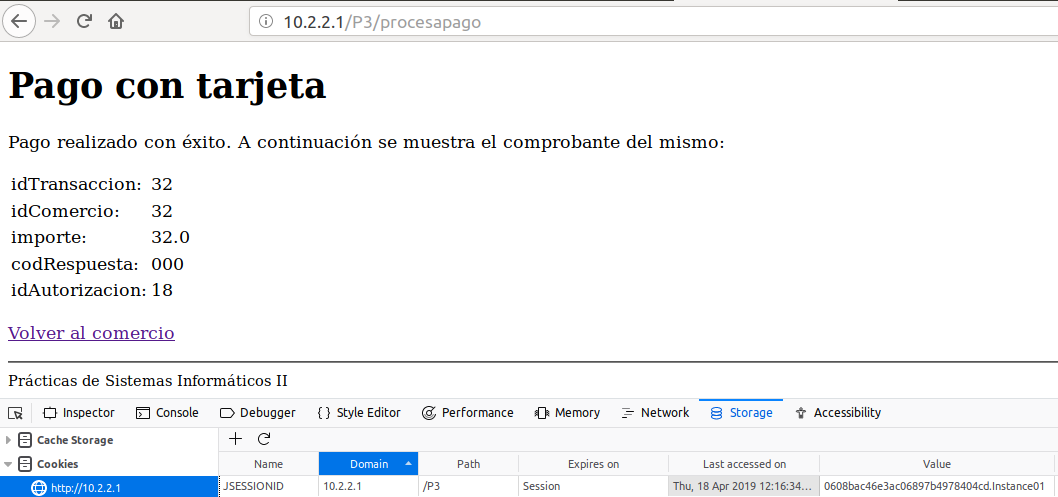 10.2.2.1/P3/procesapago
Pago con tarjeta
Pago realizado con éxito. A continuación se muestra el comprobante del mismo:
idTransaccion: 32
idComercio: 32
importe: 32.0
codRespuesta: 000
idAutorizacion: 18
Volver al comercio
Prácticas de Sistemas Informáticos II
Inspector Console Debugger Style Editor Performance Memory Network Storage Accessibility
Cache Storage
Cookies
Name Domain Path Expires on Last accessed on Value
http://10.2.2.1 JSESSIONID 10.2.2.1 /P3 Session Thu, 18 Apr 2019 12:16:34... 0608bac46e3ac06897b4978404cd.Instance01